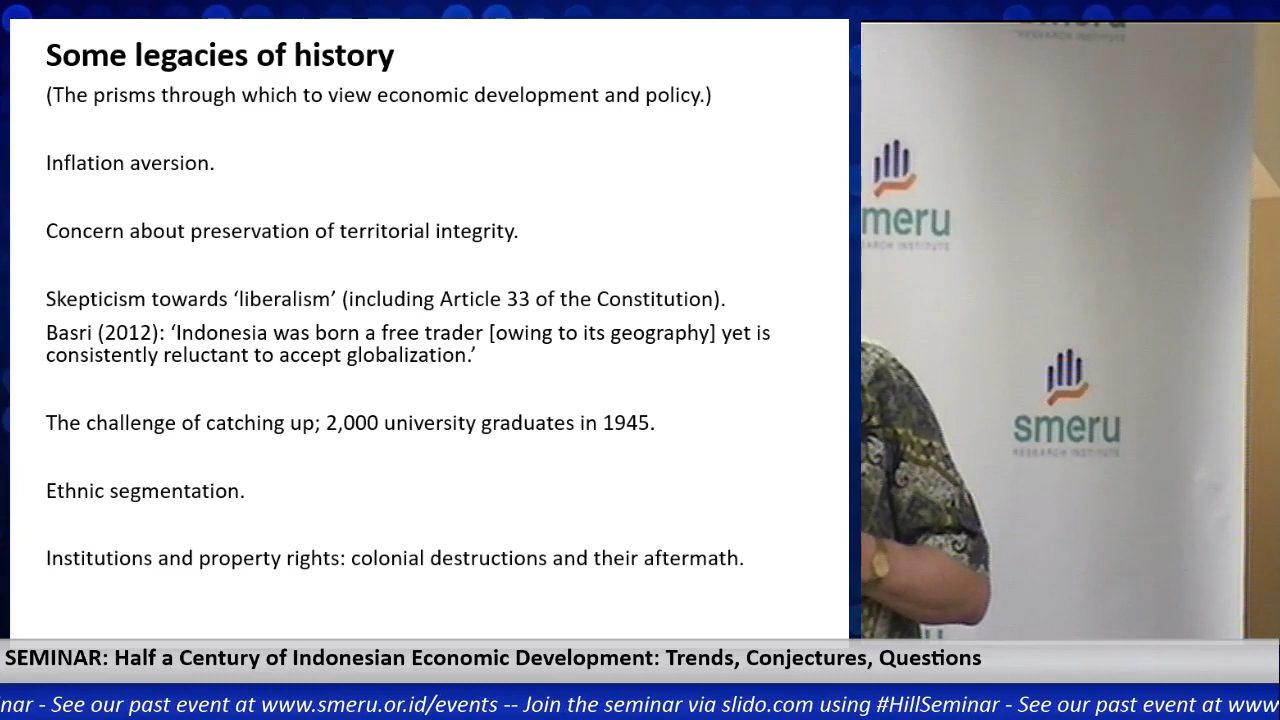 Some legacies of history
(The prisms through which to view economic development and policy.)
Inflation aversion.
Concern about preservation of territorial integrity.
Skepticism towards ‘liberalism’ (including Article 33 of the Constitution).
Basri (2012): ‘Indonesia was born a free trader [owing to its geography] yet is
consistently reluctant to accept globalization.’
The challenge of catching up; 2,000 university graduates in 1945.
Ethnic segmentation.
Institutions and property rights: colonial destructions and their aftermath.
RESEARCH INSTITUTE
meru
ARCH INSTITUTE
smeru
RESEARCH INSTITUTE
SEMINAR: Half a Century of Indonesian Economic Development: Trends, Conjectures, Questions
nar - See our past event at www.smeru.or.id/events -- Join the seminar via slido.com using #HillSeminar - See our past event at www